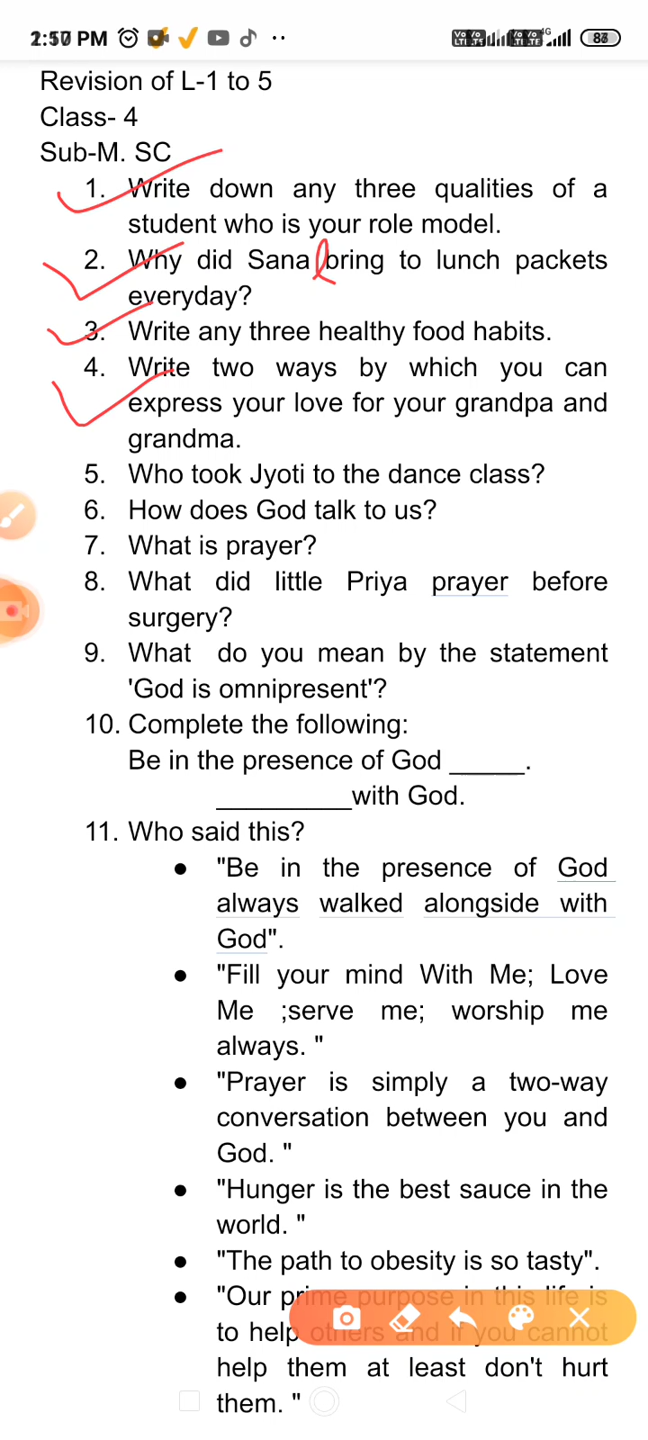 2:50 PM
4G
83
Revision of L-1 to 5
Class- 4
Sub-M. SC
1. Write down any three qualities of a
student who is your role model.
2. Why did Sana bring to lunch packets
everyday?
3. Write any three healthy food habits.
4. Write two ways by which you can
express your love for your grandpa and
grandma.
5. Who took Jyoti to the dance class?
6. How does God talk to us?
7. What is prayer?
8. What did little Priya prayer before
surgery?
9. What do you mean by the statement
'God is omnipresent'?
10. Complete the following:
Be in the presence of God _____.
_________with God.
11. Who said this?
● "Be in the presence of God
always walked alongside with
God".
● "Fill your mind With Me; Love
Me ;serve me; worship me
always. "
● "Prayer is simply a two-way
conversation between you and
God. "
● "Hunger is the best sauce in the
world. "
● "The path to obesity is so tasty".
● "Our prime purpose in this life is
to help others and if you cannot
help them at least don't hurt
them. "